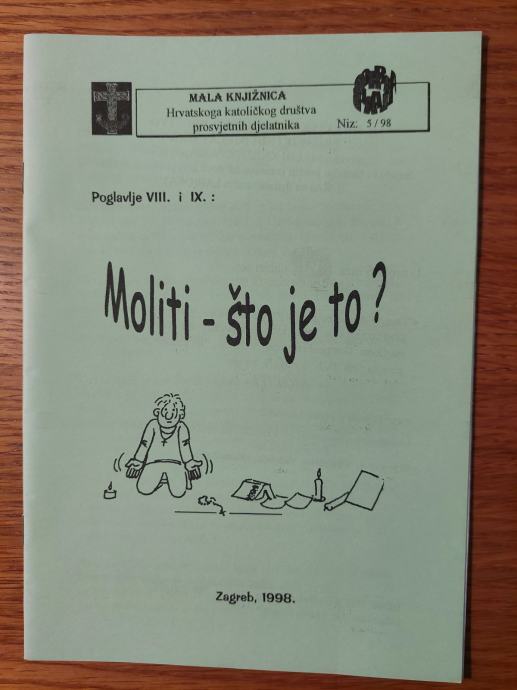 MALA KNJIŽNICA
Hrvatskoga katoličkog društva
prosvjetnih djelatnika
Niz: 5 / 98
Poglavlje VIII. i IX. :
Moliti - što je to ?
Zagreb, 1998.